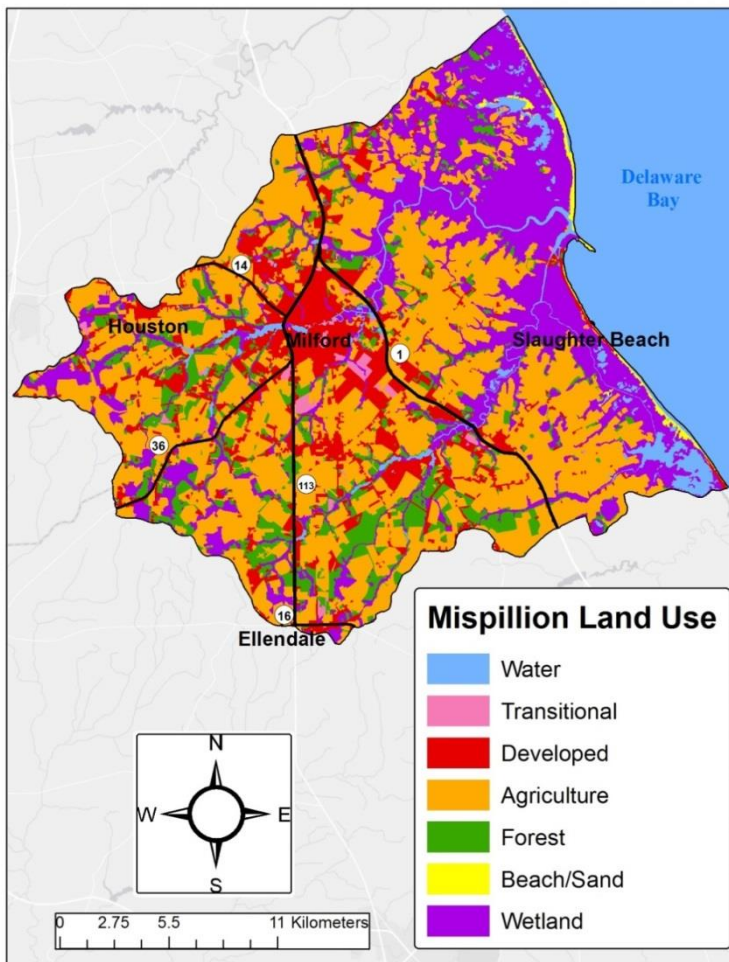 Delaware
Bay
14
Houston
Milford
Slaughter Beach
1
36
113
16
Ellendale
Mispillion Land Use
Water
Transitional
Developed
Agriculture
Forest
Beach/Sand
Wetland
N
W E
S
0 2.75 5.5 11 Kilometers